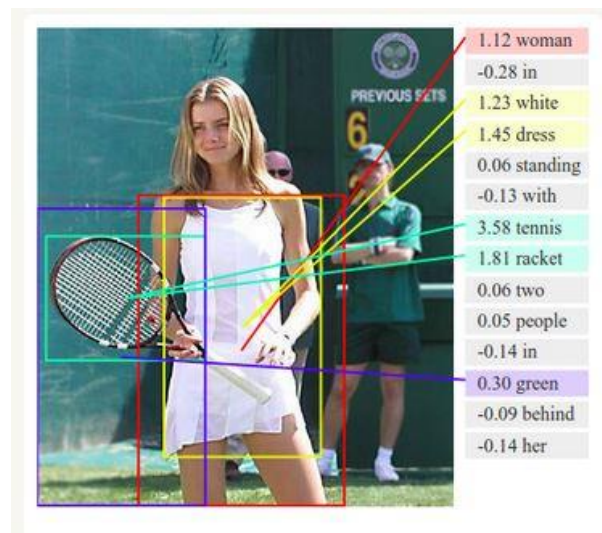 PREVIOUS SETS
6
1.12 woman
-0.28 in
1.23 white
1.45 dress
0.06 standing
-0.13 with
3.58 tennis
1.81 racket
0.06 two
0.05 people
-0.14 in
0.30 green
-0.09 behind
-0.14 her